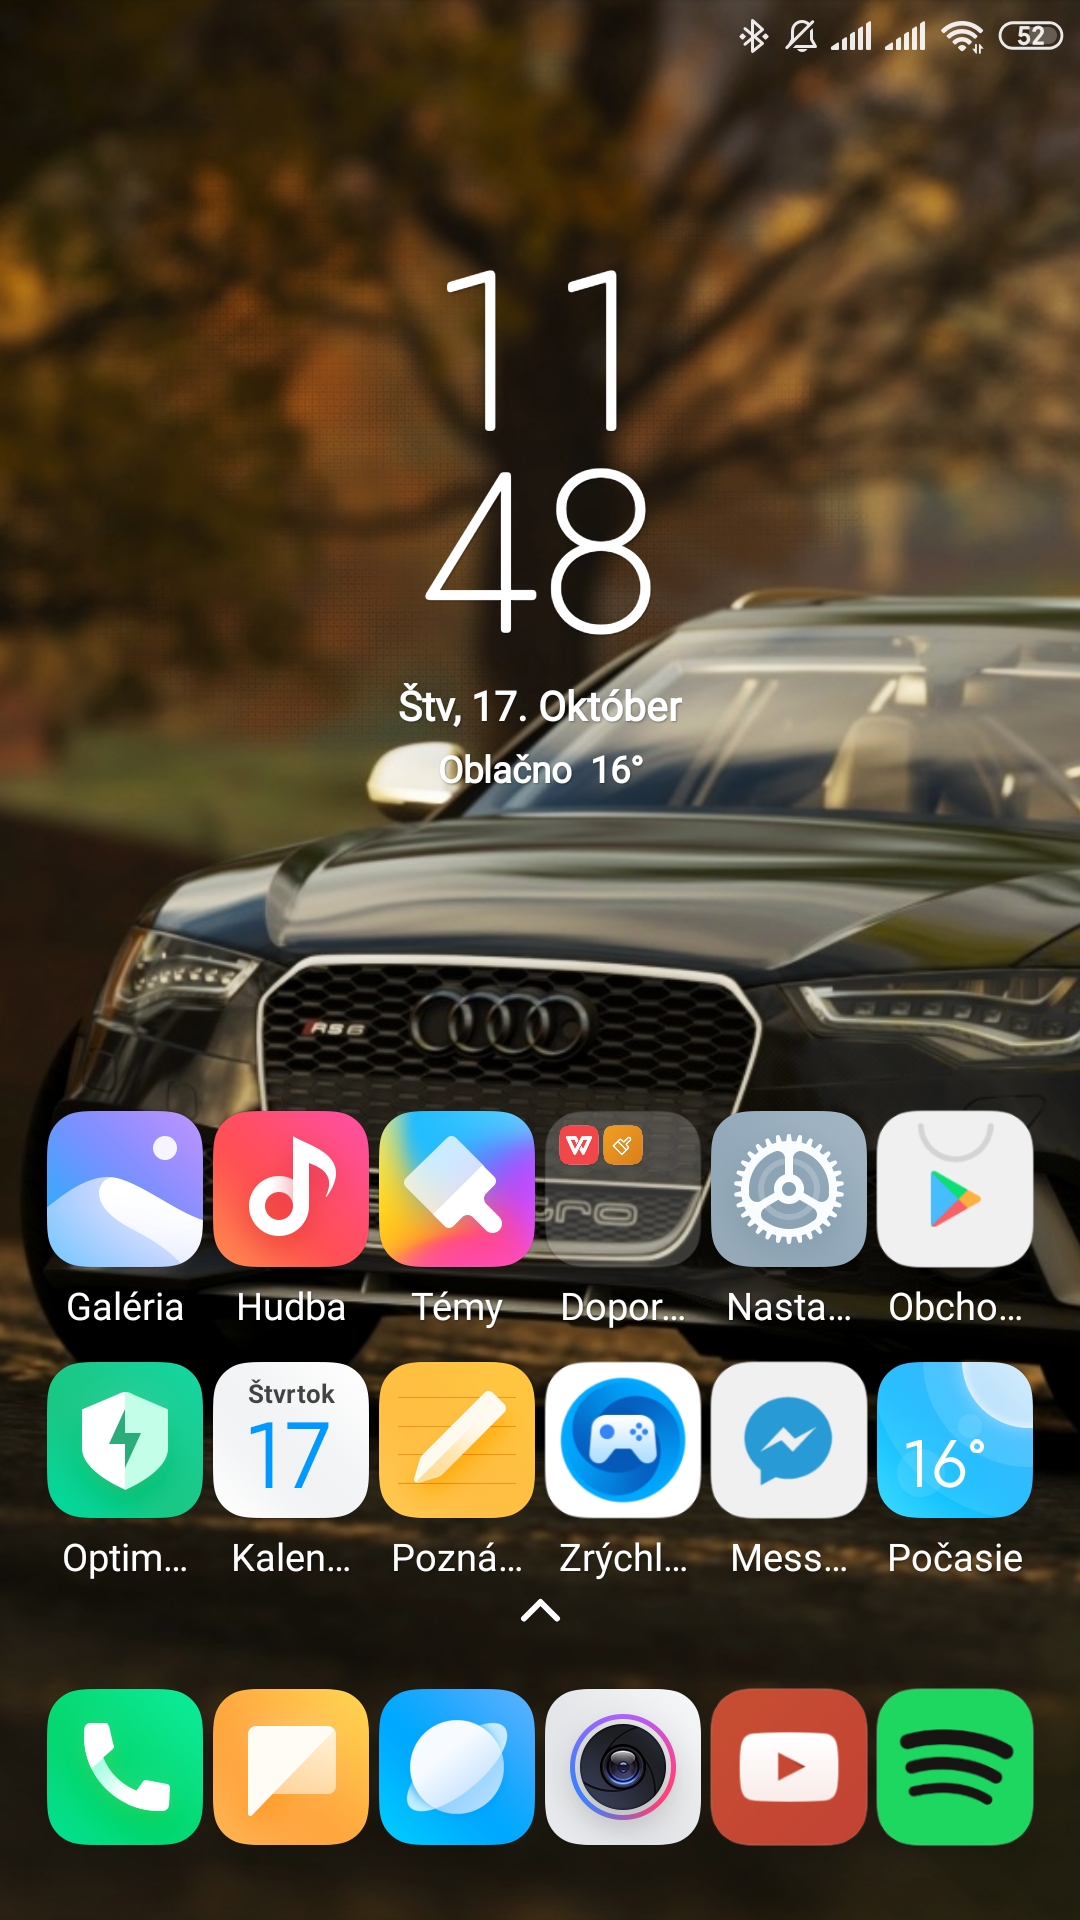 52
11
48
Štv, 17. Október
Oblačno 16°
RS6
Galéria Hudba Témy Dopor... Nasta... Obcho...
Štvrtok
17
16°
Optim... Kalen... Pozná... Zrýchl... Mess... Počasie